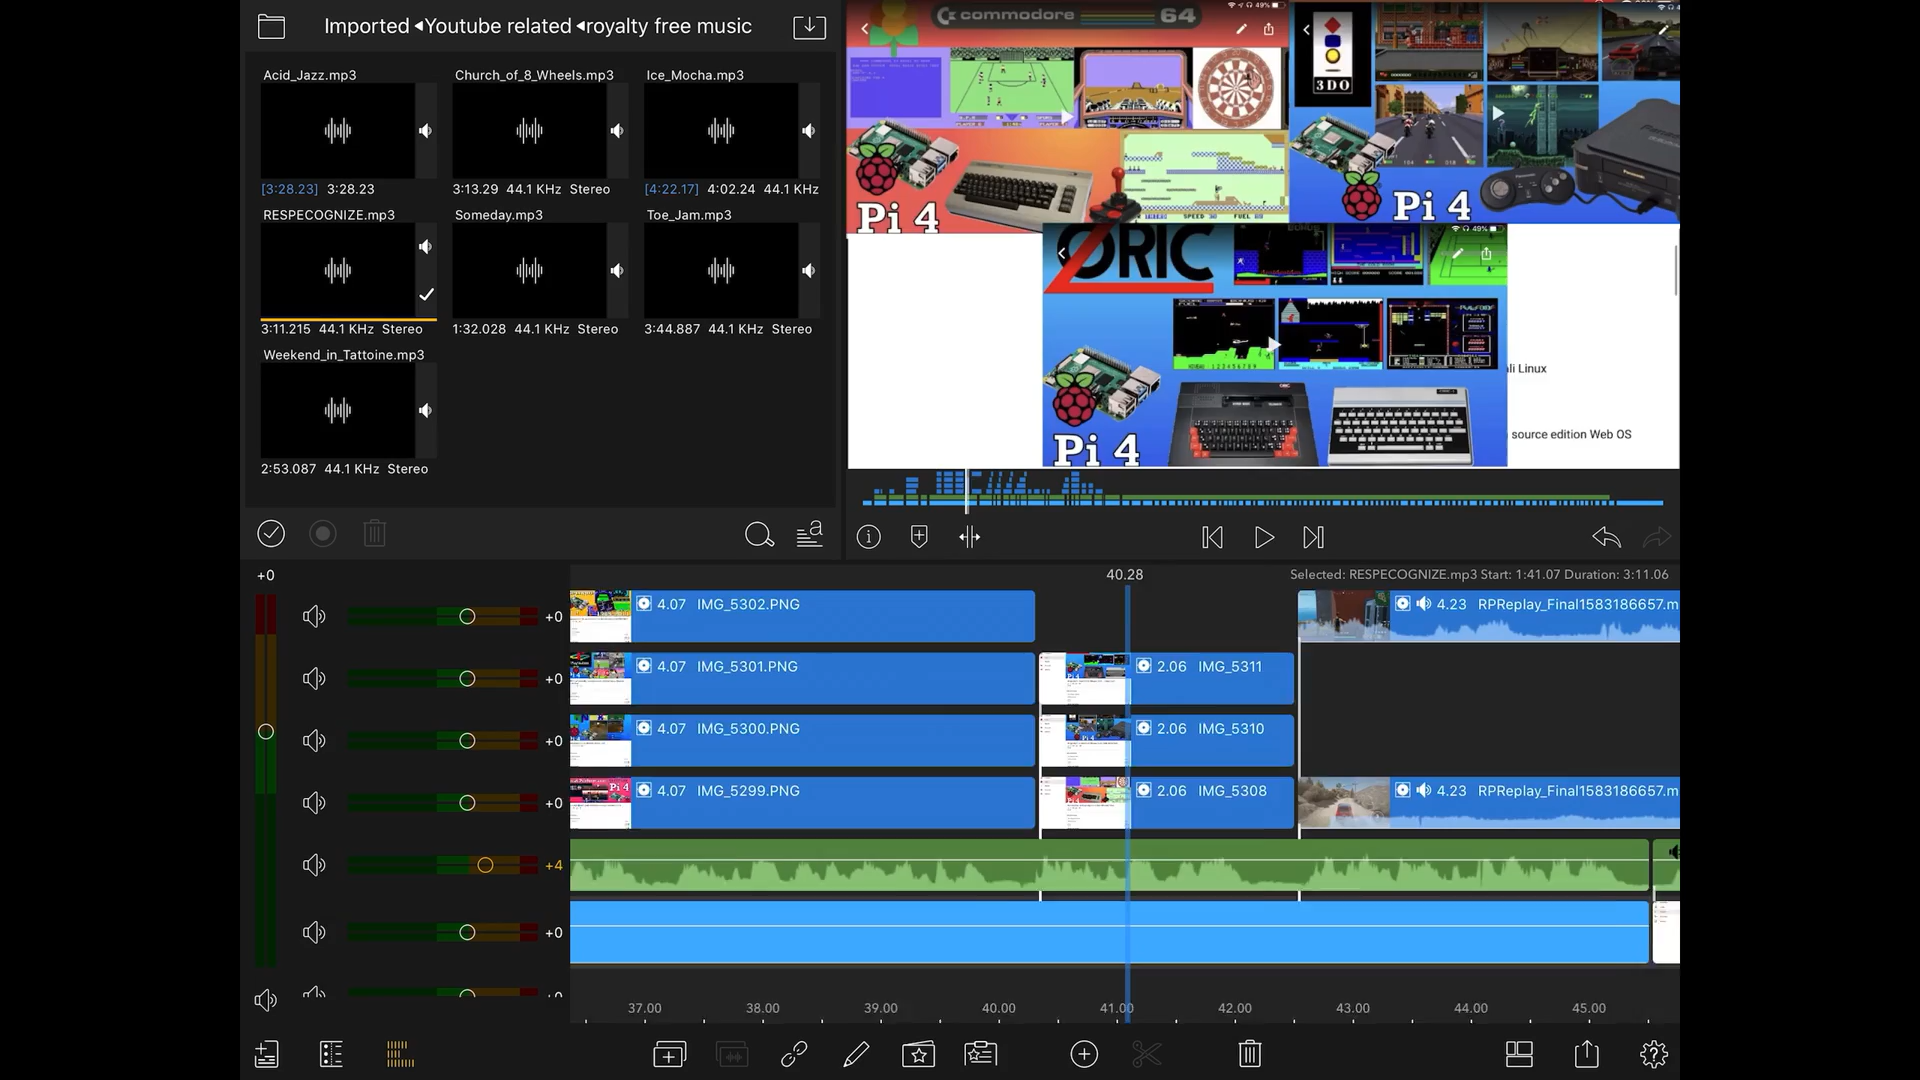 Imported ◂Youtube related ◂royalty free music
Acid_Jazz.mp3
Church_of_8_Wheels.mp3
Ice_Mocha.mp3
[3:28.23] 3:28.23
3:13.29 44.1 KHz Stereo
[4:22.17] 4:02.24 44.1 KHz
RESPECOGNIZE.mp3
Someday.mp3
Toe_Jam.mp3
3:11.215 44.1 KHz Stereo
1:32.028 44.1 KHz Stereo
3:44.887 44.1 KHz Stereo
Weekend_in_Tattoine.mp3
2:53.087 44.1 KHz Stereo
commodore 64
49%
Pi 4
3DO
Pi 4
ORIC
49%
Pi 4
ali Linux
source edition Web OS
+0
40.28
Selected: RESPECOGNIZE.mp3 Start: 1:41.07 Duration: 3:11.06
+0
4.07 IMG_5302.PNG
4.23 RPReplay_Final1583186657.m
+0
4.07 IMG_5301.PNG
2.06 IMG_5311
+0
4.07 IMG_5300.PNG
2.06 IMG_5310
+0
4.07 IMG_5299.PNG
2.06 IMG_5308
4.23 RPReplay_Final1583186657.m
+4
+0
37.00 38.00 39.00 40.00 41.00 42.00 43.00 44.00 45.00